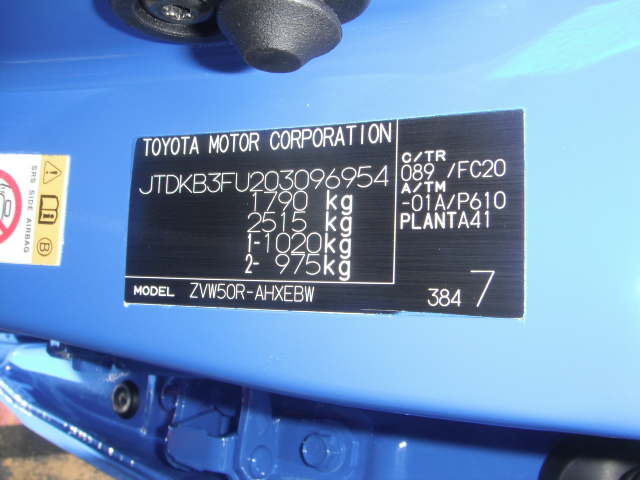 TOYOTA MOTOR CORPORATION
JTDKB3FU203096954
1790 kg
2515 kg
1-1020kg
2- 975kg
C/TR
089 /FC20
A/TM
-01A/P610
PLANTA41
MODEL ZVW50R-AHXEBW
384 7
SRS SIDE AIRBAG
B